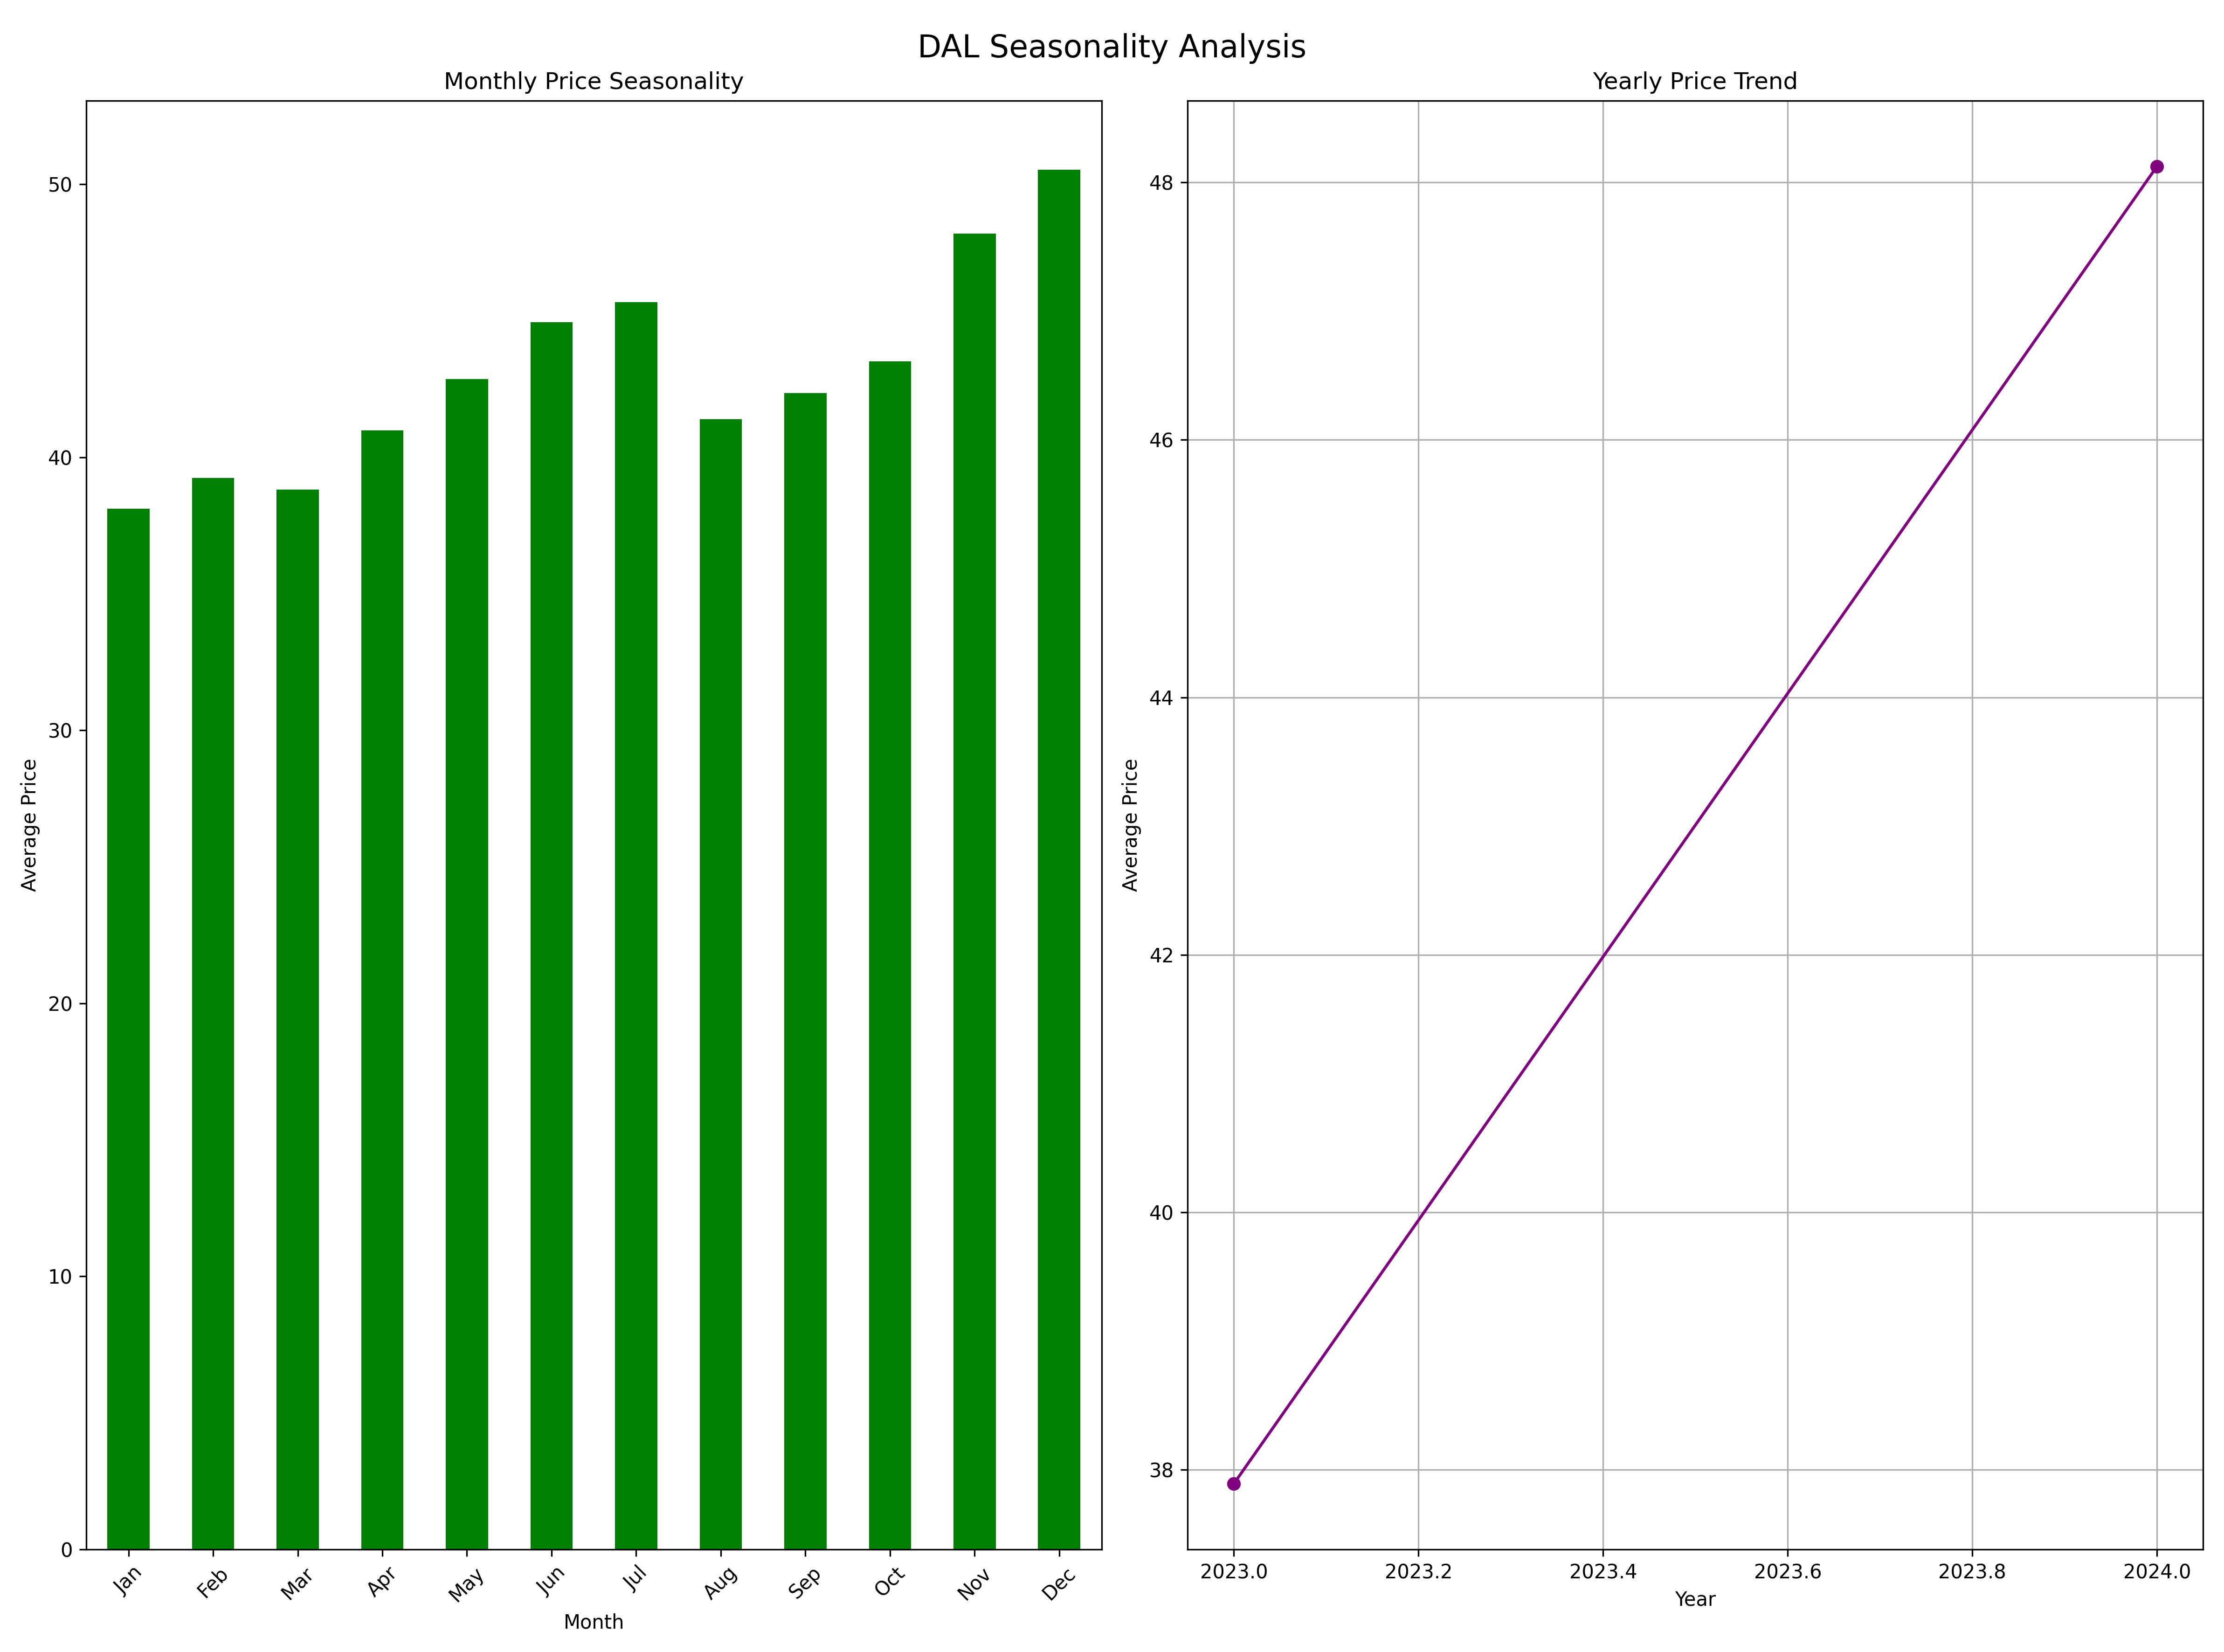 DAL Seasonality Analysis
Monthly Price Seasonality
Average Price
50
40
30
20
10
0
Jan
Feb
Mar
Apr
May
Jun
Jul
Aug
Sep
Oct
Nov
Dec
Month
Yearly Price Trend
Average Price
48
46
44
42
40
38
2023.0
2023.2
2023.4
2023.6
2023.8
2024.0
Year